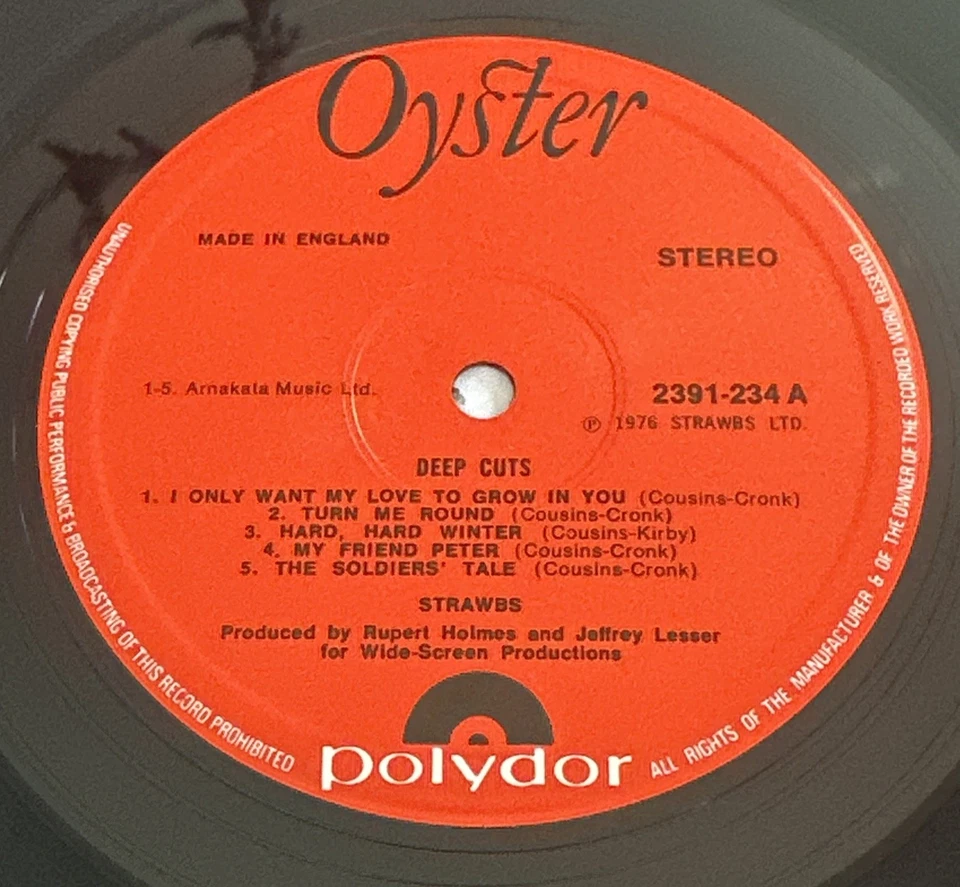 Oyster
MADE IN ENGLAND
STEREO
1-5. Arnakata Music Ltd.
2391-234 A
Ⓟ 1976 STRAWBS LTD.
DEEP CUTS
1. I ONLY WANT MY LOVE TO GROW IN YOU (Cousins-Cronk)
2. TURN ME ROUND (Cousins-Cronk)
3. HARD, HARD WINTER (Cousins-Kirby)
4. MY FRIEND PETER (Cousins-Cronk)
5. THE SOLDIERS' TALE (Cousins-Cronk)
STRAWBS
Produced by Rupert Holmes and Jeffrey Lesser
for Wide-Screen Productions
polydor
ALL RIGHTS OF THE MANUFACTURER & OF THE OWNER OF THE RECORDED WORK RESERVED
UNAUTHORISED COPYING PUBLIC PERFORMANCE & BROADCASTING OF THIS RECORD PROHIBITED